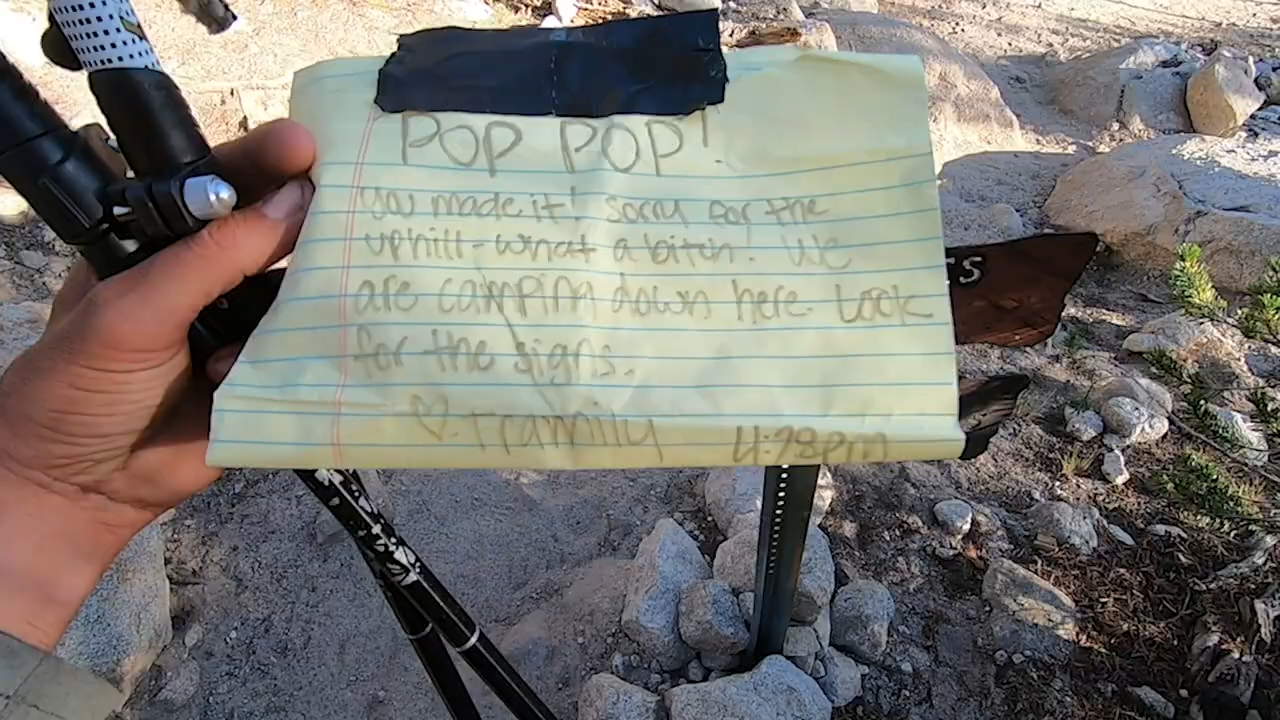 POP POP!
you made it! sorry for the
uphill - what a bitch. We
are camping down here. Look
for the signs.
♡. Tramily 4:28pm
TS